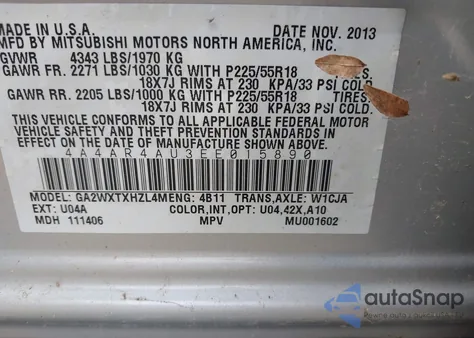 MADE IN U.S.A. DATE NOV. 2013
MFD BY MITSUBISHI MOTORS NORTH AMERICA, INC.
GVWR 4343 LBS/1970 KG
GAWR FR. 2271 LBS/1030 KG WITH P225/55R18 TIRES,
18X7J RIMS AT 230 KPA/33 PSI COLD
GAWR RR. 2205 LBS/1000 KG WITH P225/55R18 TIRES,
18X7J RIMS AT 230 KPA/33 PSI COLD
THIS VEHICLE CONFORMS TO ALL APPLICABLE FEDERAL MOTOR
VEHICLE SAFETY AND THEFT PREVENTION STANDARDS IN
EFFECT ON THE DATE OF MANUFACTURE SHOWN ABOVE.
4A4AR4AU3EE015890
MODEL: GA2WXTXHZL4M ENG: 4B11 TRANS,AXLE: W1CJA
EXT: U04A COLOR,INT,OPT: U04,42X,A10
MDH 111406 MPV MU001602
autoSnap